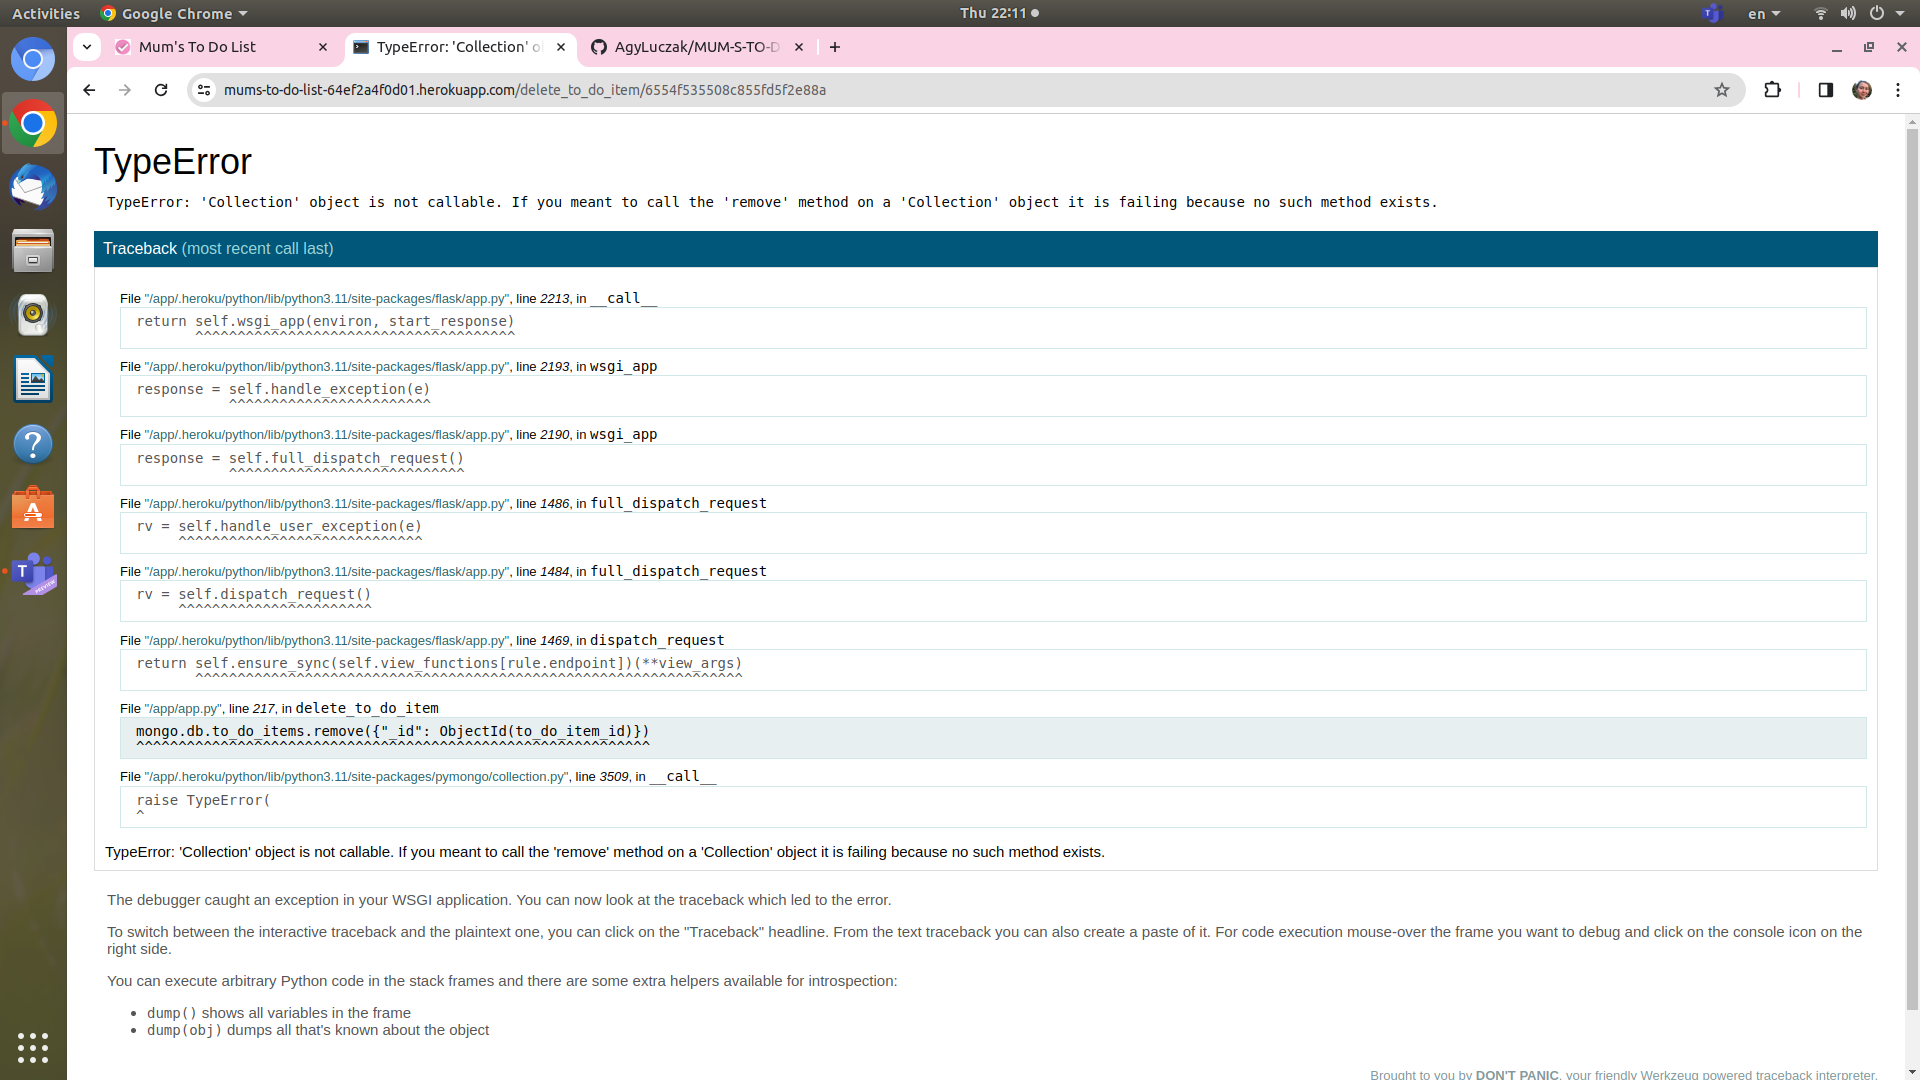 Activities Google Chrome Thu 22:11 en
Mum's To Do List TypeError: 'Collection' o AgyLuczak/MUM-S-TO-D
mums-to-do-list-64ef2a4f0d01.herokuapp.com/delete_to_do_item/6554f535508c855fd5f2e88a
TypeError
TypeError: 'Collection' object is not callable. If you meant to call the 'remove' method on a 'Collection' object it is failing because no such method exists.
Traceback (most recent call last)
File "/app/.heroku/python/lib/python3.11/site-packages/flask/app.py", line 2213, in __call__
return self.wsgi_app(environ, start_response)
^^^^^^^^^^^^^^^^^^^^^^^^^^^^^^^^^^^^^^
File "/app/.heroku/python/lib/python3.11/site-packages/flask/app.py", line 2193, in wsgi_app
response = self.handle_exception(e)
^^^^^^^^^^^^^^^^^^^^^^^^
File "/app/.heroku/python/lib/python3.11/site-packages/flask/app.py", line 2190, in wsgi_app
response = self.full_dispatch_request()
^^^^^^^^^^^^^^^^^^^^^^^^^^^^
File "/app/.heroku/python/lib/python3.11/site-packages/flask/app.py", line 1486, in full_dispatch_request
rv = self.handle_user_exception(e)
^^^^^^^^^^^^^^^^^^^^^^^^^^^^^
File "/app/.heroku/python/lib/python3.11/site-packages/flask/app.py", line 1484, in full_dispatch_request
rv = self.dispatch_request()
^^^^^^^^^^^^^^^^^^^^^^^
File "/app/.heroku/python/lib/python3.11/site-packages/flask/app.py", line 1469, in dispatch_request
return self.ensure_sync(self.view_functions[rule.endpoint])(**view_args)
^^^^^^^^^^^^^^^^^^^^^^^^^^^^^^^^^^^^^^^^^^^^^^^^^^^^^^^^^^^^^^^^^
File "/app/app.py", line 217, in delete_to_do_item
mongo.db.to_do_items.remove({"_id": ObjectId(to_do_item_id)})
^^^^^^^^^^^^^^^^^^^^^^^^^^^^^^^^^^^^^^^^^^^^^^^^^^^^^^^^^^^^^
File "/app/.heroku/python/lib/python3.11/site-packages/pymongo/collection.py", line 3509, in __call__
raise TypeError(
^
TypeError: 'Collection' object is not callable. If you meant to call the 'remove' method on a 'Collection' object it is failing because no such method exists.
The debugger caught an exception in your WSGI application. You can now look at the traceback which led to the error.
To switch between the interactive traceback and the plaintext one, you can click on the "Traceback" headline. From the text traceback you can also create a paste of it. For code execution mouse-over the frame you want to debug and click on the console icon on the
right side.
You can execute arbitrary Python code in the stack frames and there are some extra helpers available for introspection:
• dump() shows all variables in the frame
• dump(obj) dumps all that's known about the object
Brought to you by DON'T PANIC, your friendly Werkzeug powered traceback interpreter.